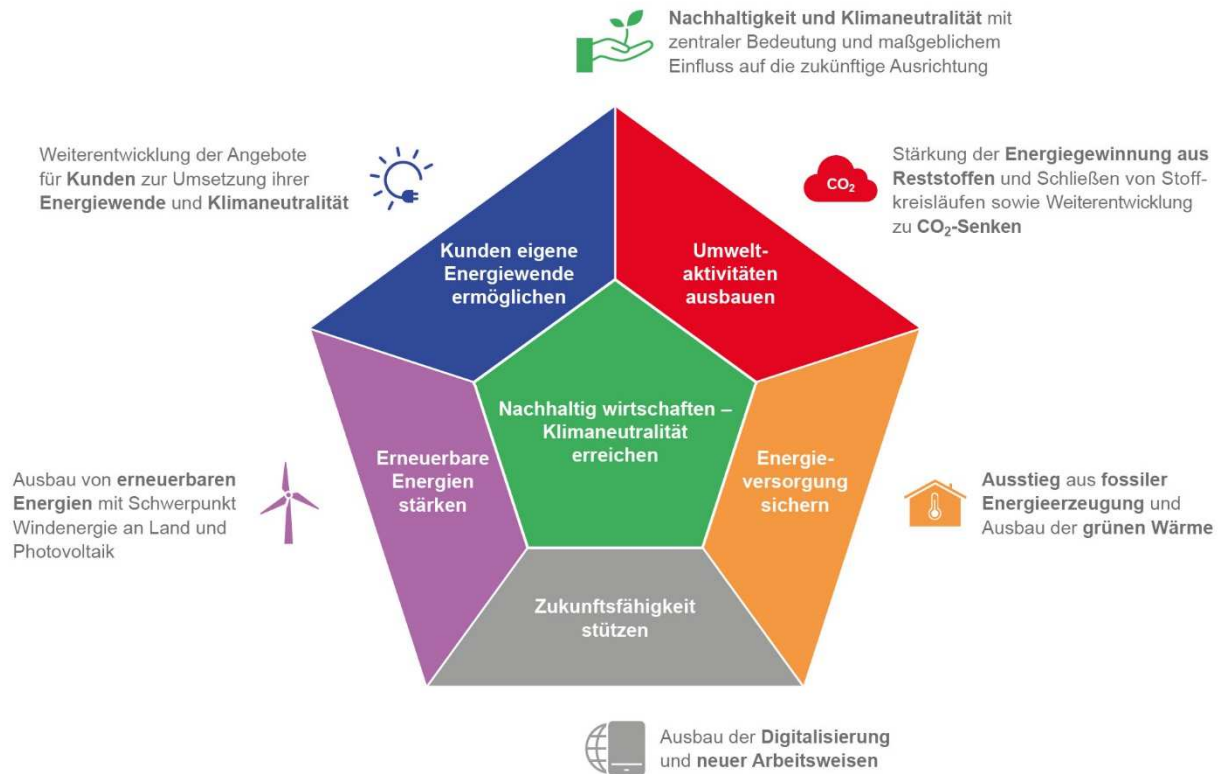 Nachhaltigkeit und Klimaneutralität mit
zentraler Bedeutung und maßgeblichem
Einfluss auf die zukünftige Ausrichtung
Weiterentwicklung der Angebote
für Kunden zur Umsetzung ihrer
Energiewende und Klimaneutralität
CO₂
Stärkung der Energiegewinnung aus
Reststoffen und Schließen von Stoff-
kreisläufen sowie Weiterentwicklung
zu CO₂-Senken
Kunden eigene
Energiewende
ermöglichen
Umwelt-
aktivitäten
ausbauen
Nachhaltig wirtschaften –
Klimaneutralität
erreichen
Erneuerbare
Energien
stärken
Energie-
versorgung
sichern
Ausbau von erneuerbaren
Energien mit Schwerpunkt
Windenergie an Land und
Photovoltaik
Ausstieg aus fossiler
Energieerzeugung und
Ausbau der grünen Wärme
Zukunftsfähigkeit
stützen
Ausbau der Digitalisierung
und neuer Arbeitsweisen